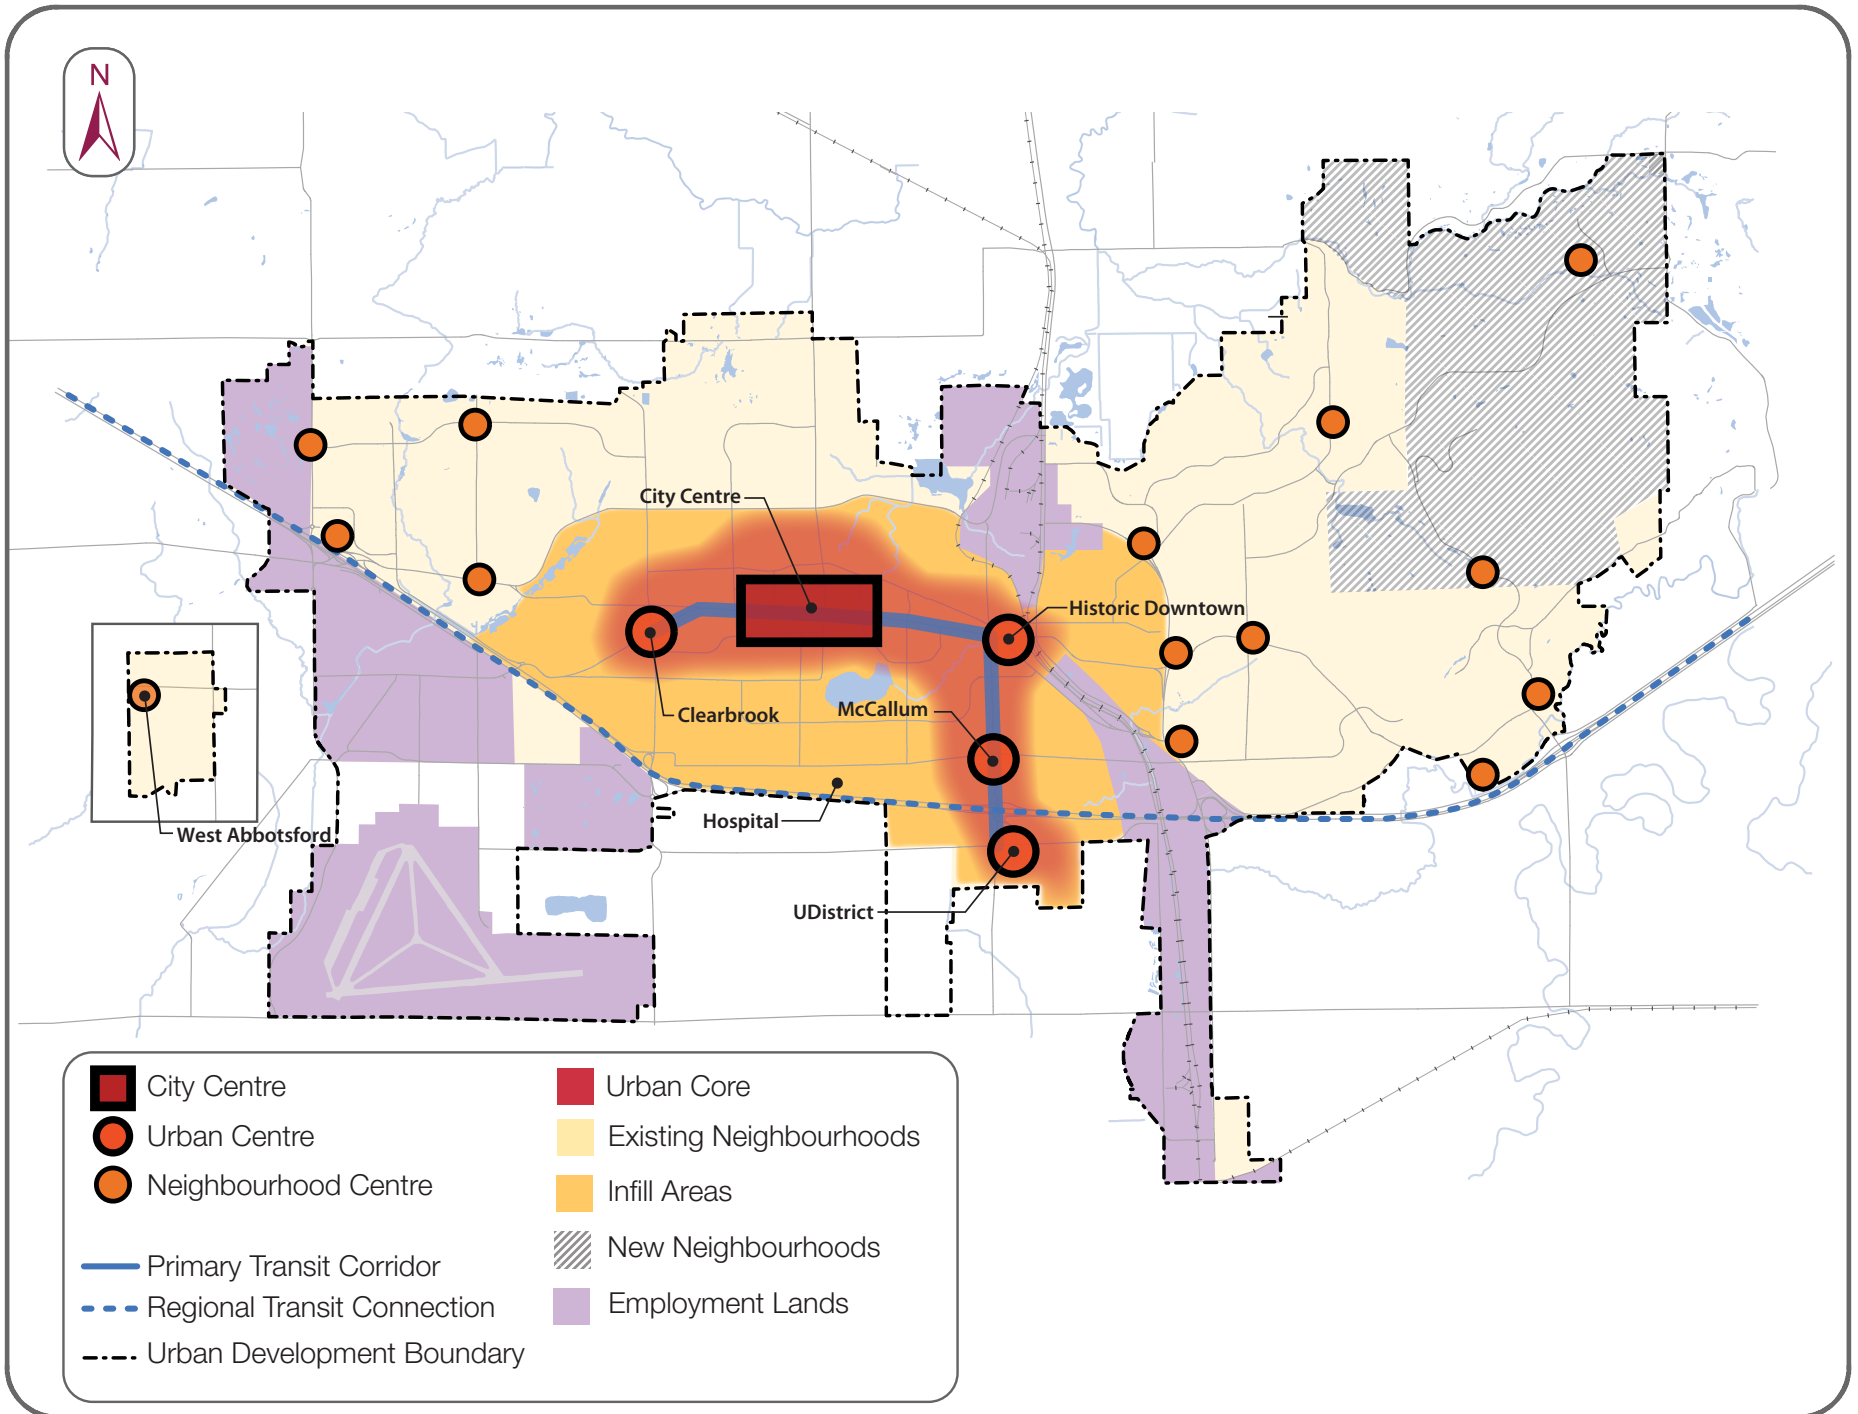 N
City Centre
Historic Downtown
Clearbrook
McCallum
Hospital
West Abbotsford
UDistrict
City Centre
Urban Centre
Neighbourhood Centre
Primary Transit Corridor
Regional Transit Connection
Urban Development Boundary
Urban Core
Existing Neighbourhoods
Infill Areas
New Neighbourhoods
Employment Lands